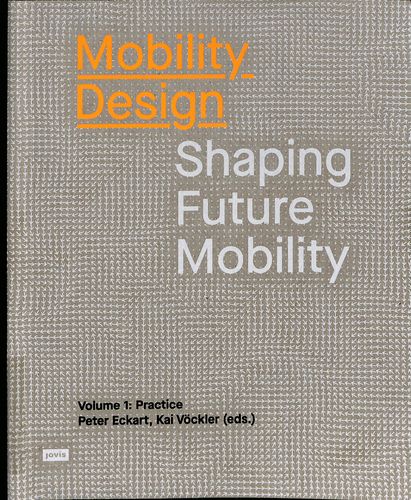 Mobility
Design
Shaping
Future
Mobility
Volume 1: Practice
Peter Eckart, Kai Vöckler (eds.)
jovis